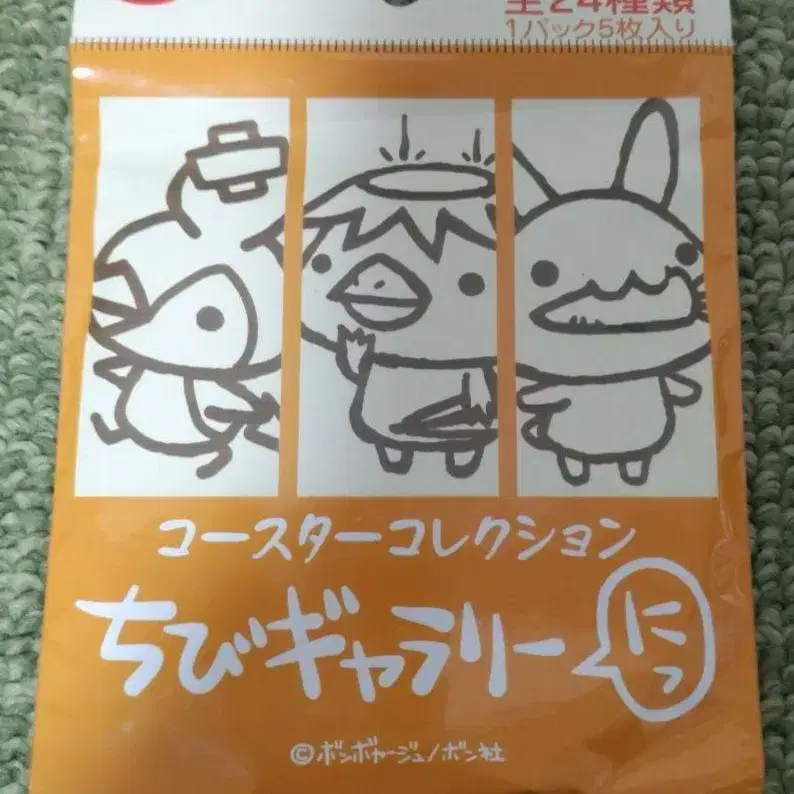 全24種類
1パック5枚入り
コースターコレクション
ちびギャラリー
にっ
©ボンボヤージュ/ボン社